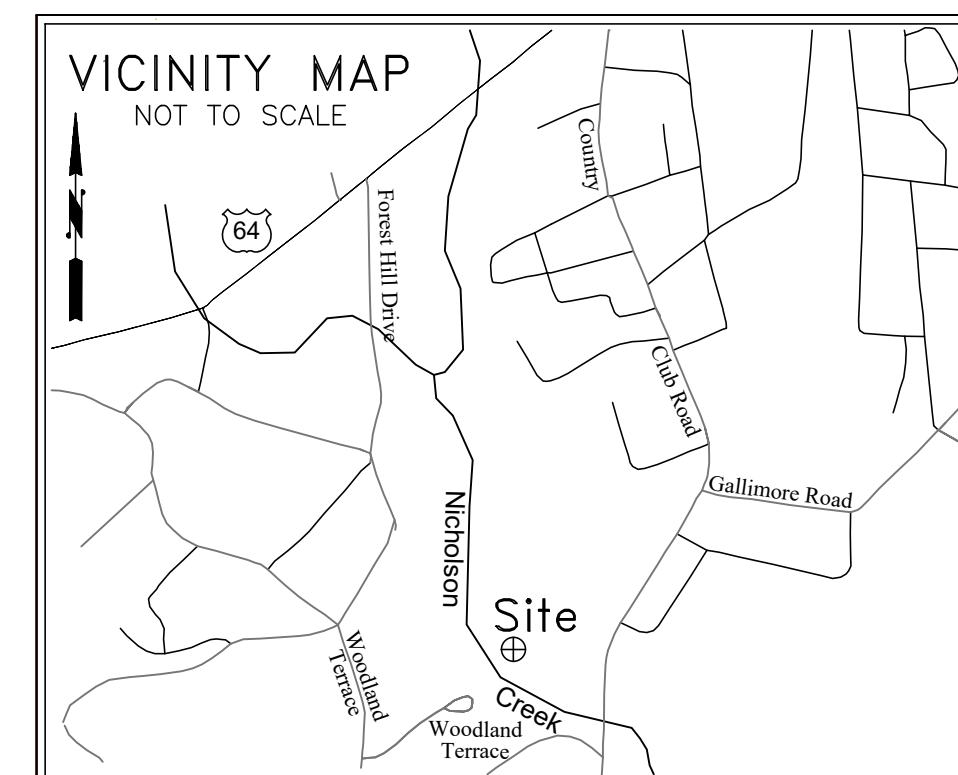 VICINITY MAP
NOT TO SCALE
N
64
Forest Hill Drive
Country
Club Road
Gallimore Road
Nicholson
Site
Creek
Woodland
Terrace
Woodland
Terrace